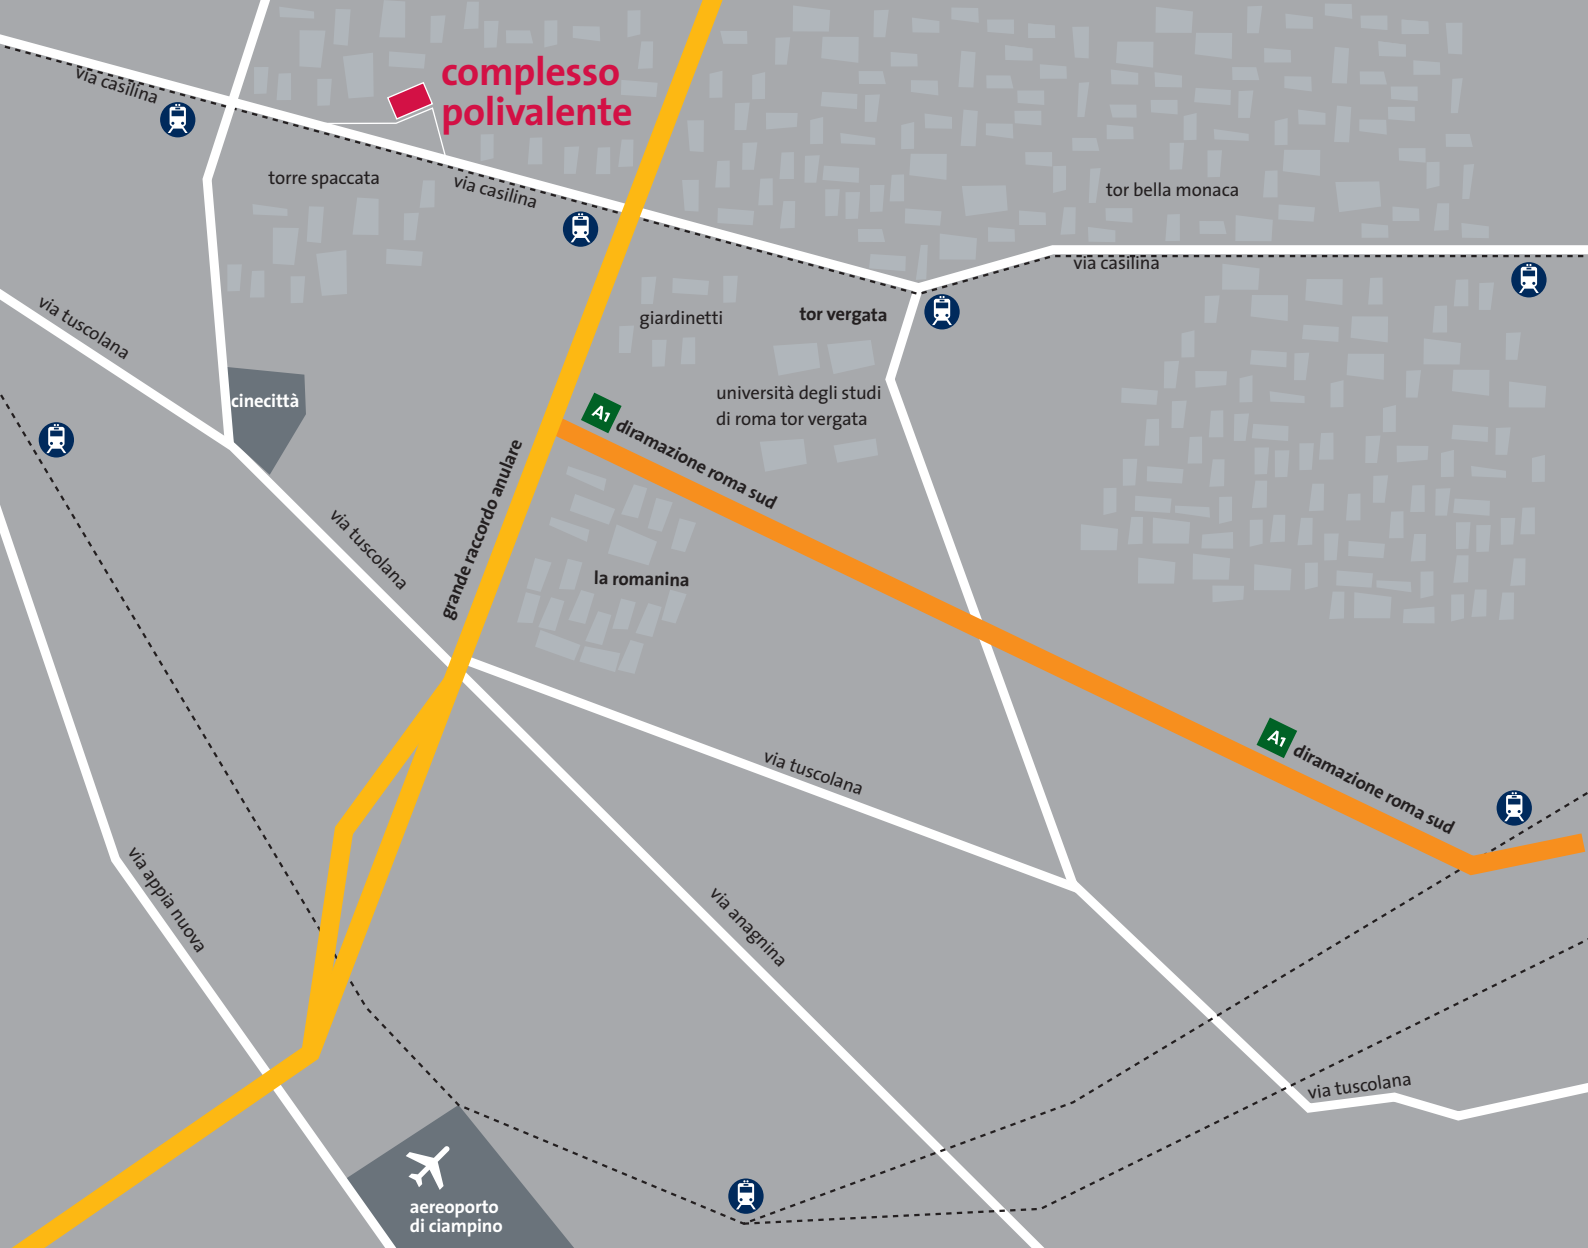 complesso
polivalente
via casilina
torre spaccata
via casilina
tor bella monaca
via casilina
via tuscolana
giardinetti
tor vergata
cinecittà
università degli studi
di roma tor vergata
A1 diramazione roma sud
grande raccordo anulare
via tuscolana
la romanina
A1 diramazione roma sud
via tuscolana
via appia nuova
via anagnina
via tuscolana
aereoporto
di ciampino